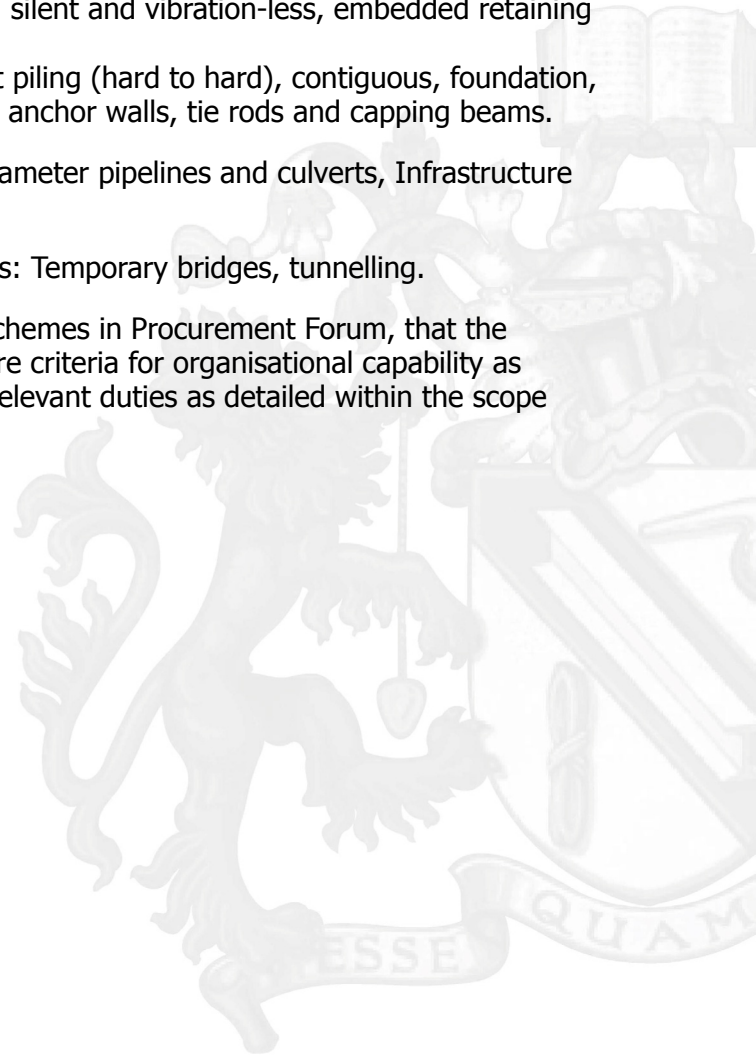 silent and vibration-less, embedded retaining
t piling (hard to hard), contiguous, foundation,
anchor walls, tie rods and capping beams.
ameter pipelines and culverts, Infrastructure
s: Temporary bridges, tunnelling.
chemes in Procurement Forum, that the
re criteria for organisational capability as
elevant duties as detailed within the scope
ESSE QUAM